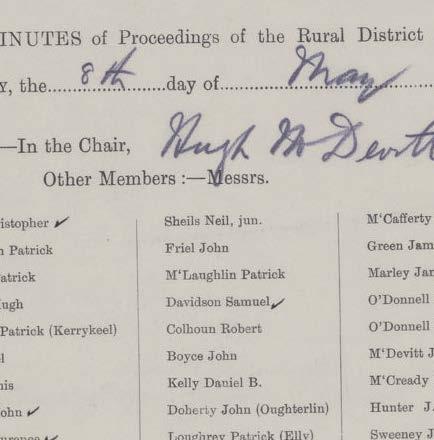 INUTES of Proceedings of the Rural District
y, the 8th day of May
—In the Chair, Hugh McDevitt
Other Members :—Messrs.
istopher ✓
n Patrick
atrick
ugh
Patrick (Kerrykeel)
l
nis
ohn ✓
urence ✓
Sheils Neil, jun.
Friel John
M‘Laughlin Patrick
Davidson Samuel ✓
Colhoun Robert
Boyce John
Kelly Daniel B.
Doherty John (Oughterlin)
Loughrey Patrick (Elly)
M‘Cafferty
Green Jam
Marley Jam
O’Donnell
O’Donnell
M‘Devitt J
M‘Cready
Hunter J.
Sweeney J